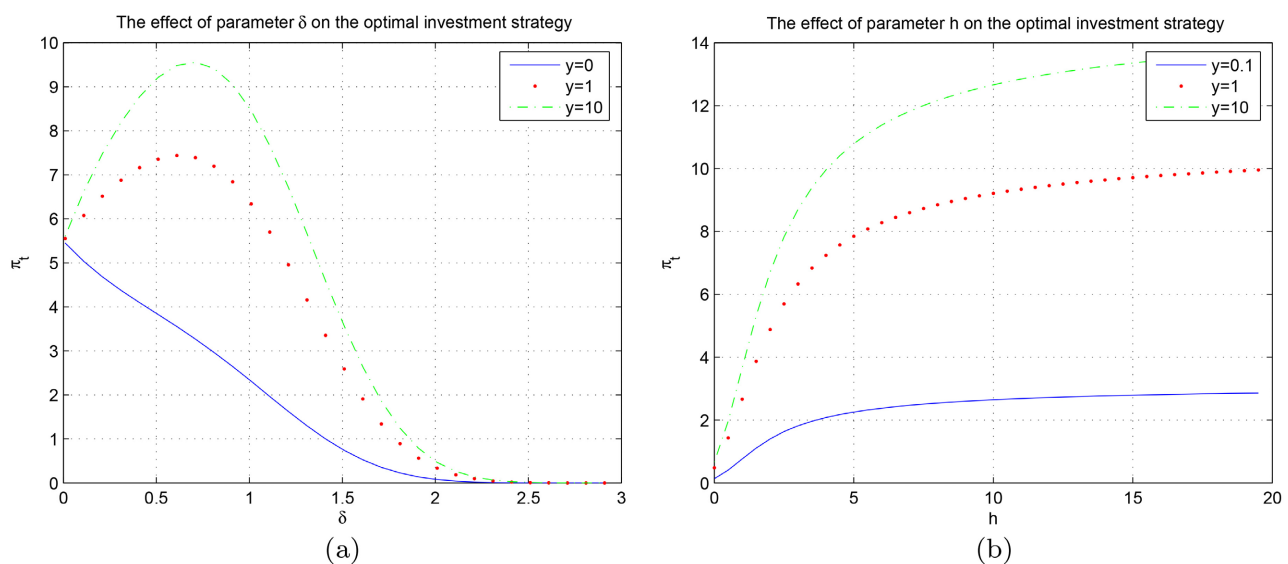 The effect of parameter δ on the optimal investment strategy
10
9
8
7
6
5
4
3
2
1
0
π_t
y=0
y=1
y=10
0 0.5 1 1.5 2 2.5 3
δ
(a)
The effect of parameter h on the optimal investment strategy
14
12
10
8
6
4
2
0
π_t
y=0.1
y=1
y=10
0 5 10 15 20
h
(b)